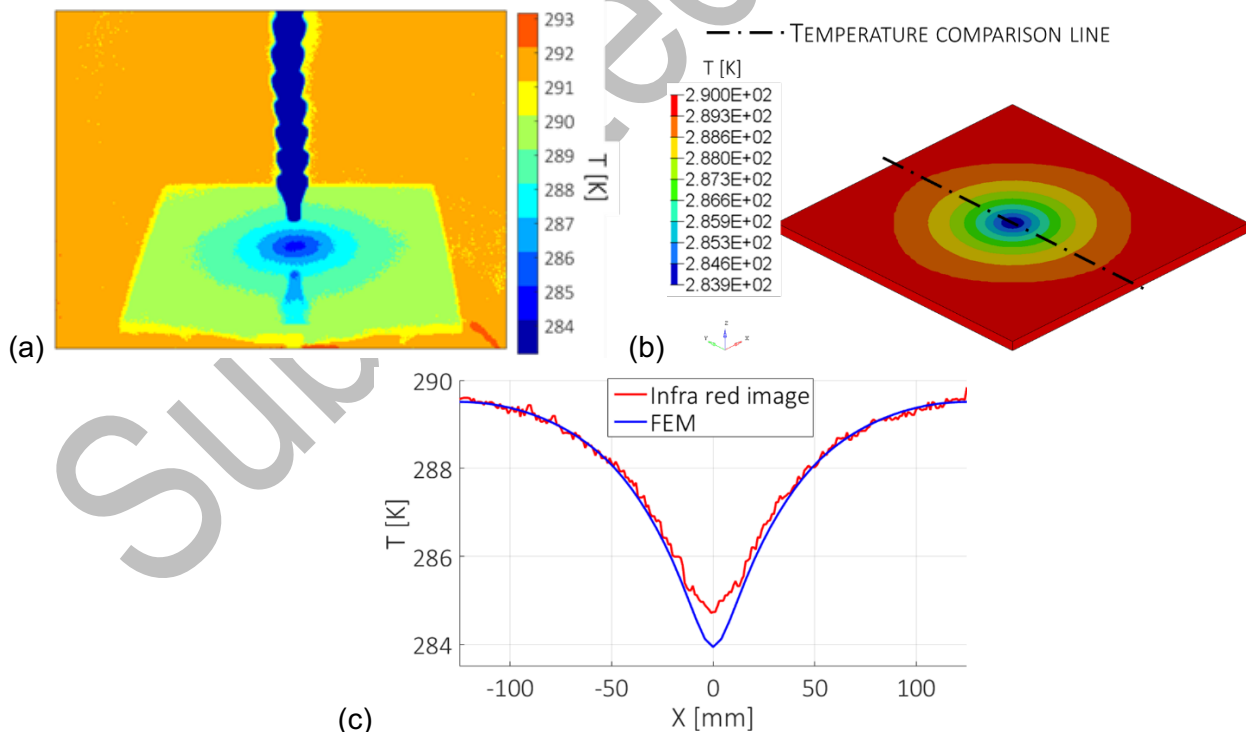 293
292
291
290
289
288
287
286
285
284
T [K]
(a)
TEMPERATURE COMPARISON LINE
T [K]
2.900E+02
2.893E+02
2.886E+02
2.880E+02
2.873E+02
2.866E+02
2.859E+02
2.853E+02
2.846E+02
2.839E+02
Z
Y
X
(b)
290
288
286
284
T [K]
Infra red image
FEM
-100
-50
0
50
100
X [mm]
(c)